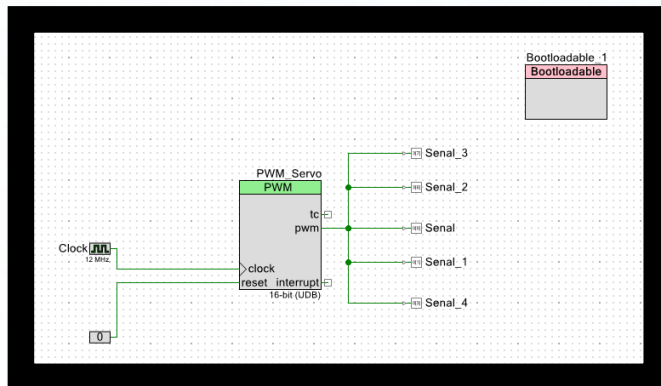 Bootloadable_1
Bootloadable
Senal_3
PWM_Servo
PWM
Senal_2
tc
pwm
Senal
Clock
12 MHz,
clock
Senal_1
reset interrupt
16-bit (UDB)
Senal_4
0